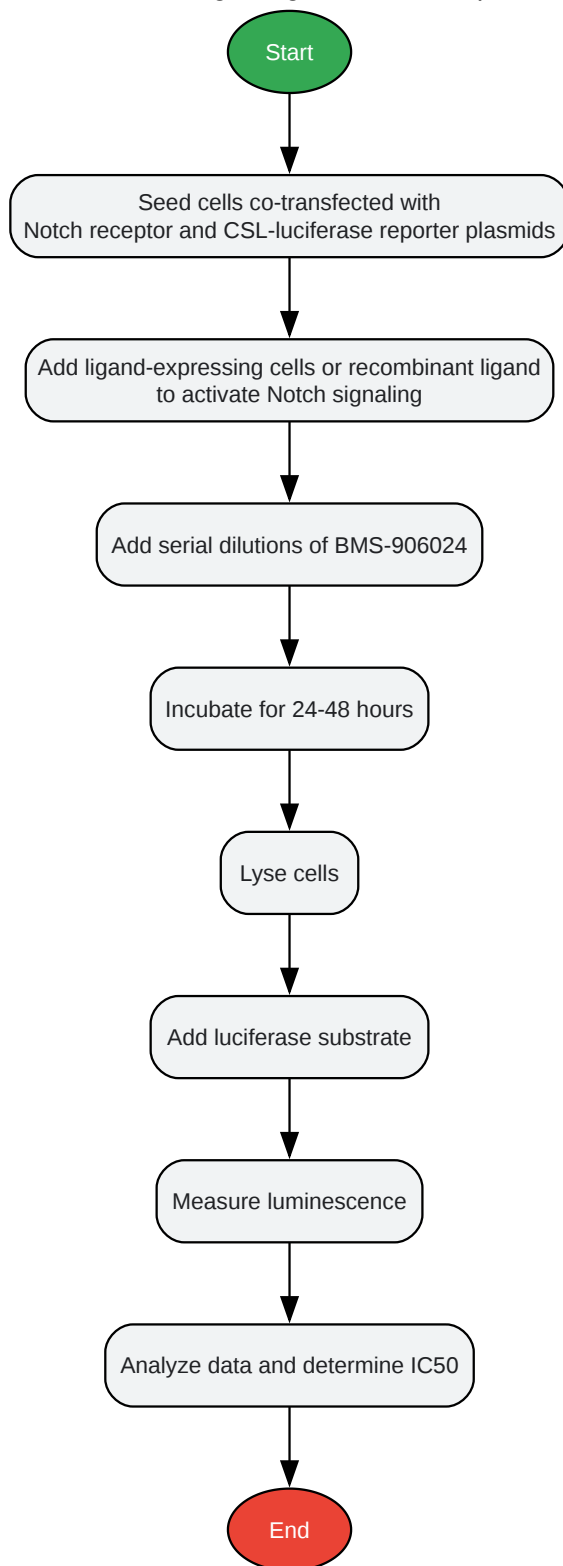 Start
Seed cells co-transfected with
Notch receptor and CSL-luciferase reporter plasmids
Add ligand-expressing cells or recombinant ligand
to activate Notch signaling
Add serial dilutions of BMS-906024
Incubate for 24-48 hours
Lyse cells
Add luciferase substrate
Measure luminescence
Analyze data and determine IC50
End